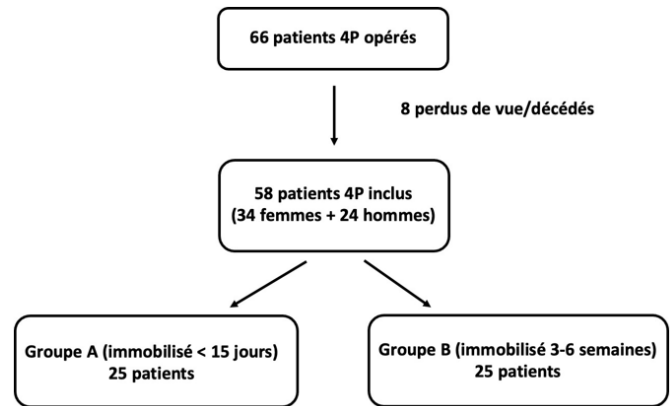 66 patients 4P opérés
8 perdus de vue/décédés
58 patients 4P inclus
(34 femmes + 24 hommes)
Groupe A (immobilisé < 15 jours)
25 patients
Groupe B (immobilisé 3-6 semaines)
25 patients